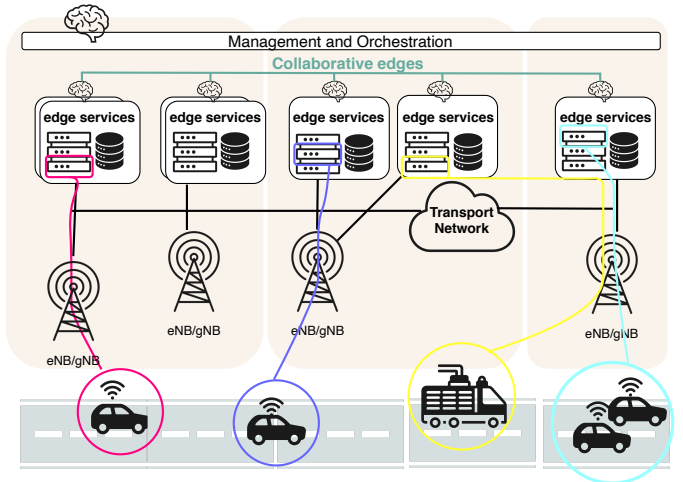 Management and Orchestration
Collaborative edges
edge services
edge services
edge services
edge services
edge services
Transport
Network
eNB/gNB
eNB/gNB
eNB/gNB
eNB/gNB